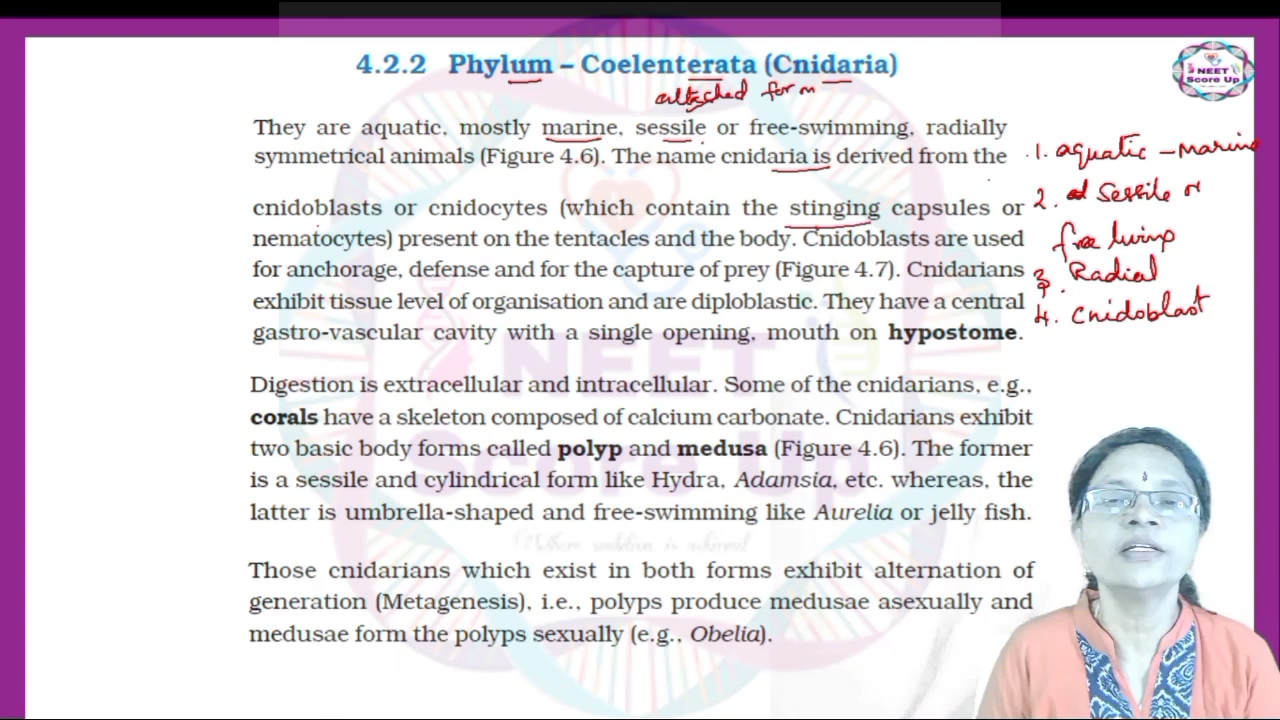 4.2.2 Phylum – Coelenterata (Cnidaria)
NEET
Score Up
attached form
They are aquatic, mostly marine, sessile or free-swimming, radially
symmetrical animals (Figure 4.6). The name cnidaria is derived from the
cnidoblasts or cnidocytes (which contain the stinging capsules or
nematocytes) present on the tentacles and the body. Cnidoblasts are used
for anchorage, defense and for the capture of prey (Figure 4.7). Cnidarians
exhibit tissue level of organisation and are diploblastic. They have a central
gastro-vascular cavity with a single opening, mouth on hypostome.
1. aquatic – marine
2. Sessile or
free living
3. Radial
4. Cnidoblast
Digestion is extracellular and intracellular. Some of the cnidarians, e.g.,
corals have a skeleton composed of calcium carbonate. Cnidarians exhibit
two basic body forms called polyp and medusa (Figure 4.6). The former
is a sessile and cylindrical form like Hydra, Adamsia, etc. whereas, the
latter is umbrella-shaped and free-swimming like Aurelia or jelly fish.
Those cnidarians which exist in both forms exhibit alternation of
generation (Metagenesis), i.e., polyps produce medusae asexually and
medusae form the polyps sexually (e.g., Obelia).
NEET
Score Up